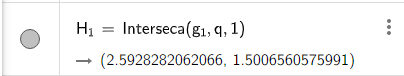 H₁ = Interseca(g₁, q, 1)
→ (2.5928282062066, 1.5006560575991)